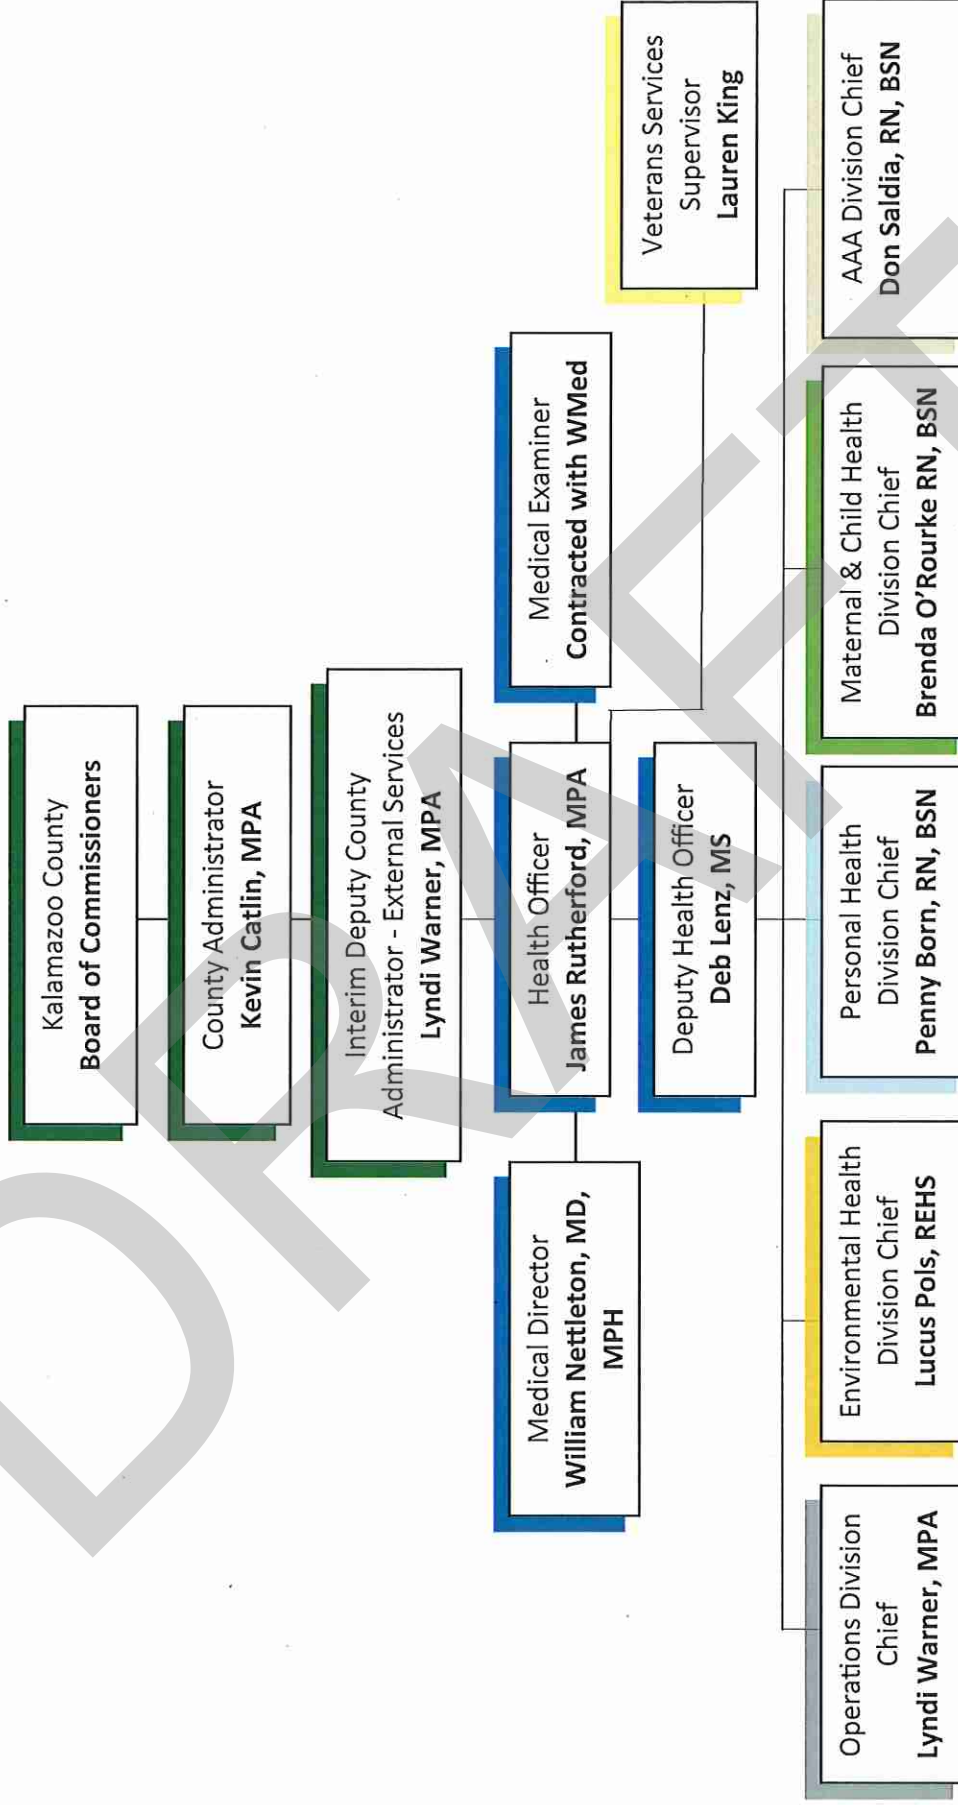 Kalamazoo County
Board of Commissioners
County Administrator
Kevin Catlin, MPA
Interim Deputy County
Administrator - External Services
Lyndi Warner, MPA
Medical Director
William Nettleton, MD,
MPH
Health Officer
James Rutherford, MPA
Medical Examiner
Contracted with WMed
Deputy Health Officer
Deb Lenz, MS
Veterans Services
Supervisor
Lauren King
Operations Division
Chief
Lyndi Warner, MPA
Environmental Health
Division Chief
Lucus Pols, REHS
Personal Health
Division Chief
Penny Born, RN, BSN
Maternal & Child Health
Division Chief
Brenda O'Rourke RN, BSN
AAA Division Chief
Don Saldia, RN, BSN
DRAFT